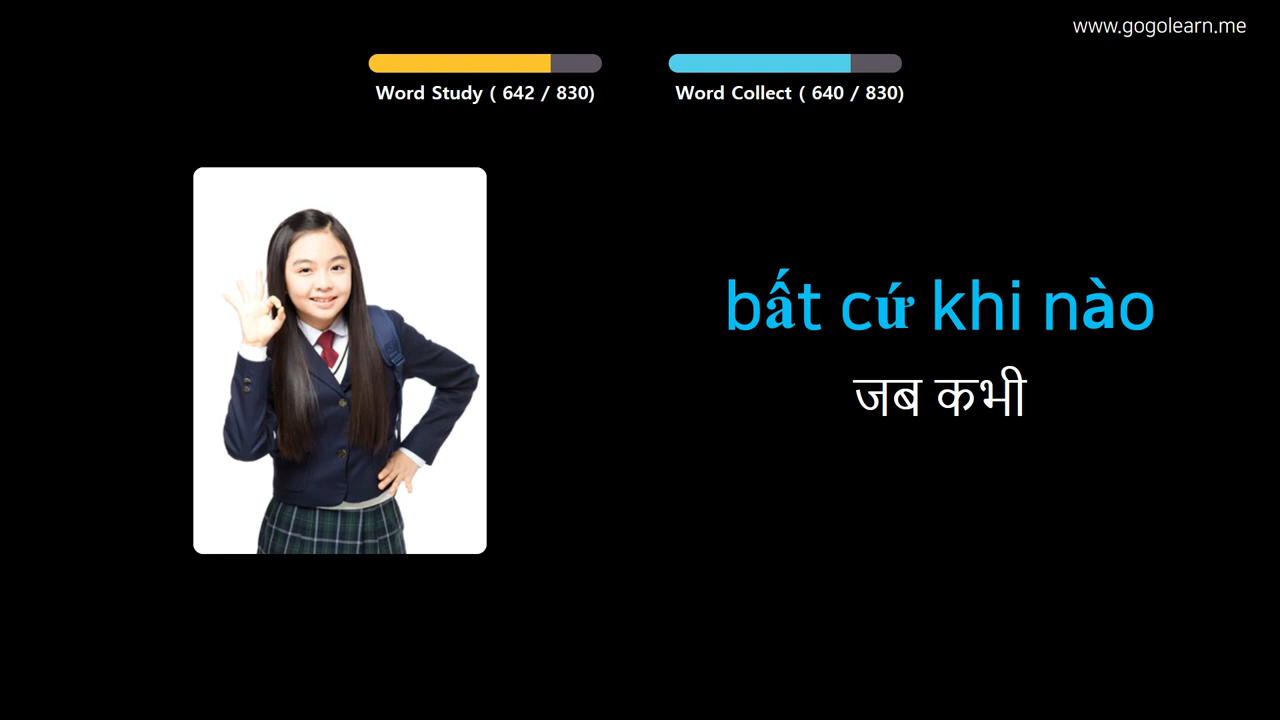 www.gogolearn.me
Word Study ( 642 / 830)
Word Collect ( 640 / 830)
bất cứ khi nào
जब कभी